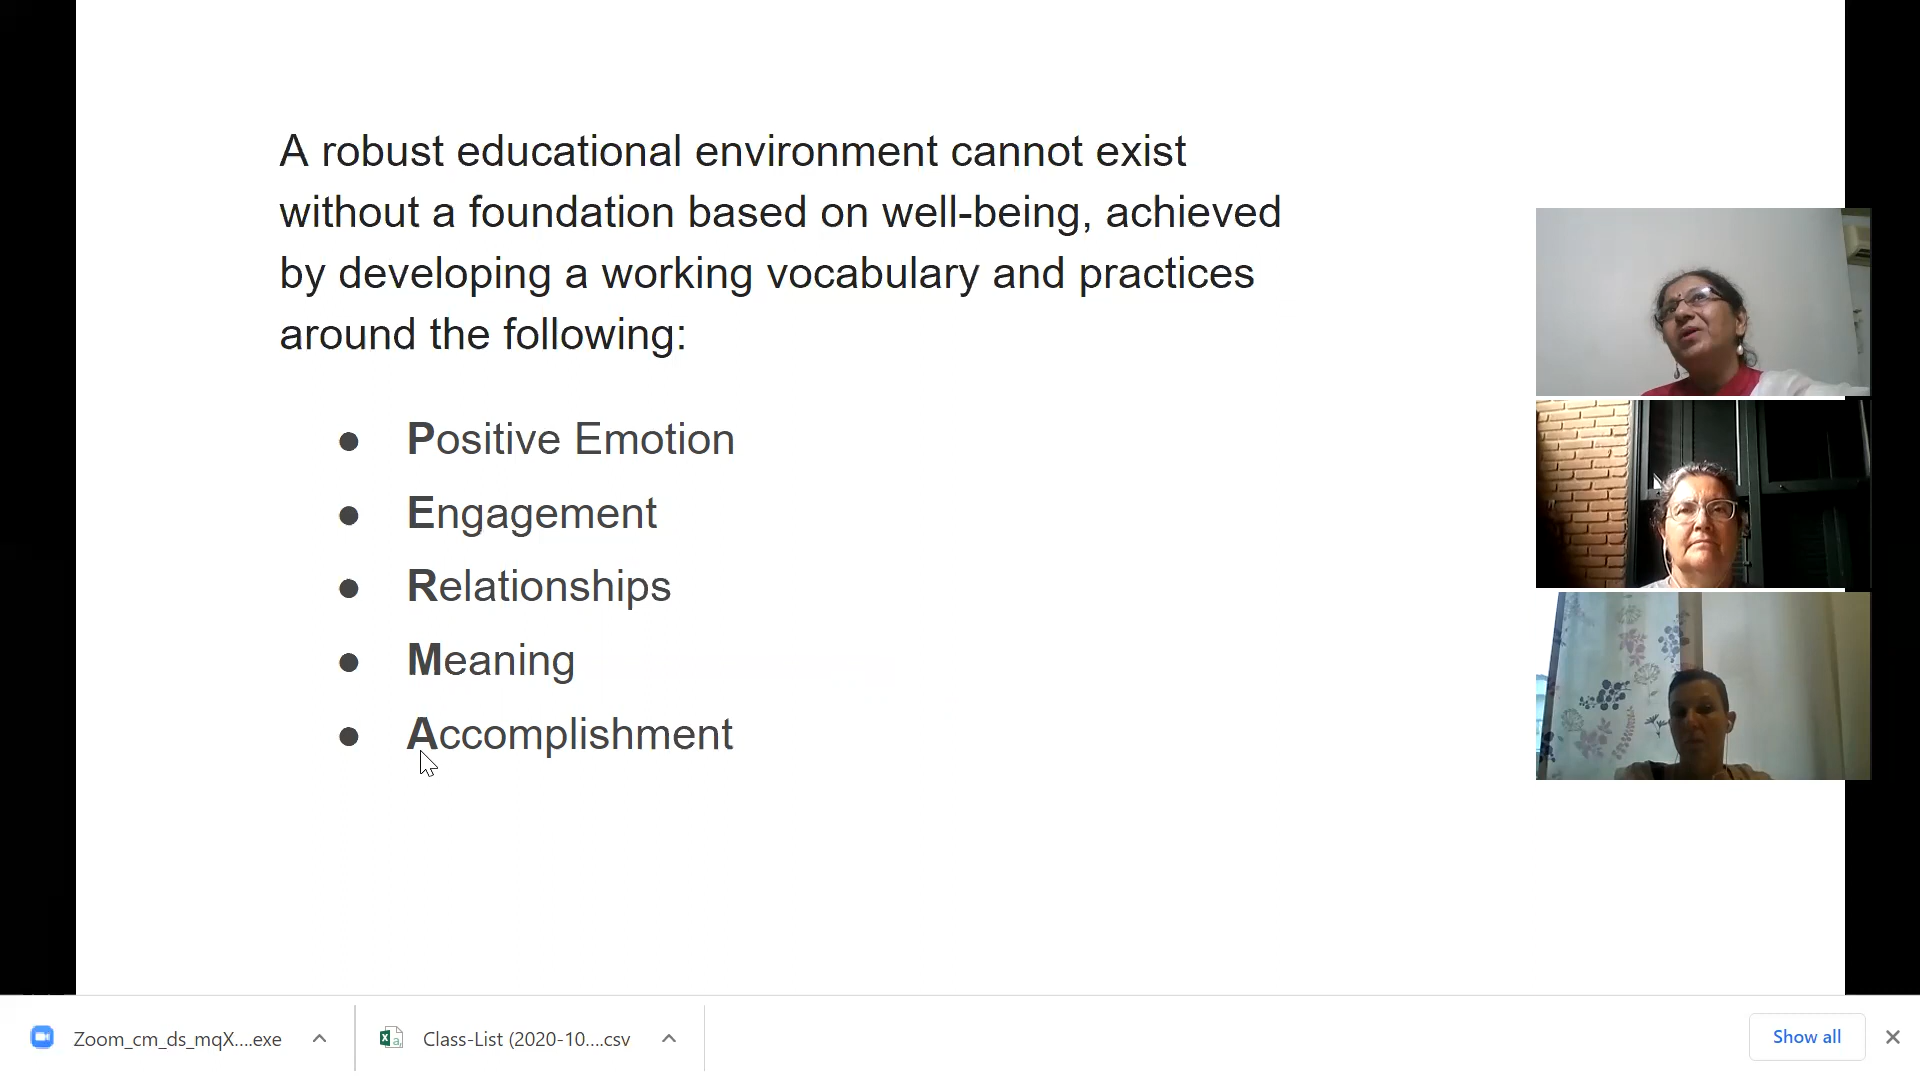 A robust educational environment cannot exist
without a foundation based on well-being, achieved
by developing a working vocabulary and practices
around the following:
● Positive Emotion
● Engagement
● Relationships
● Meaning
● Accomplishment
Zoom_cm_ds_mqX....exe
Class-List (2020-10....csv
Show all